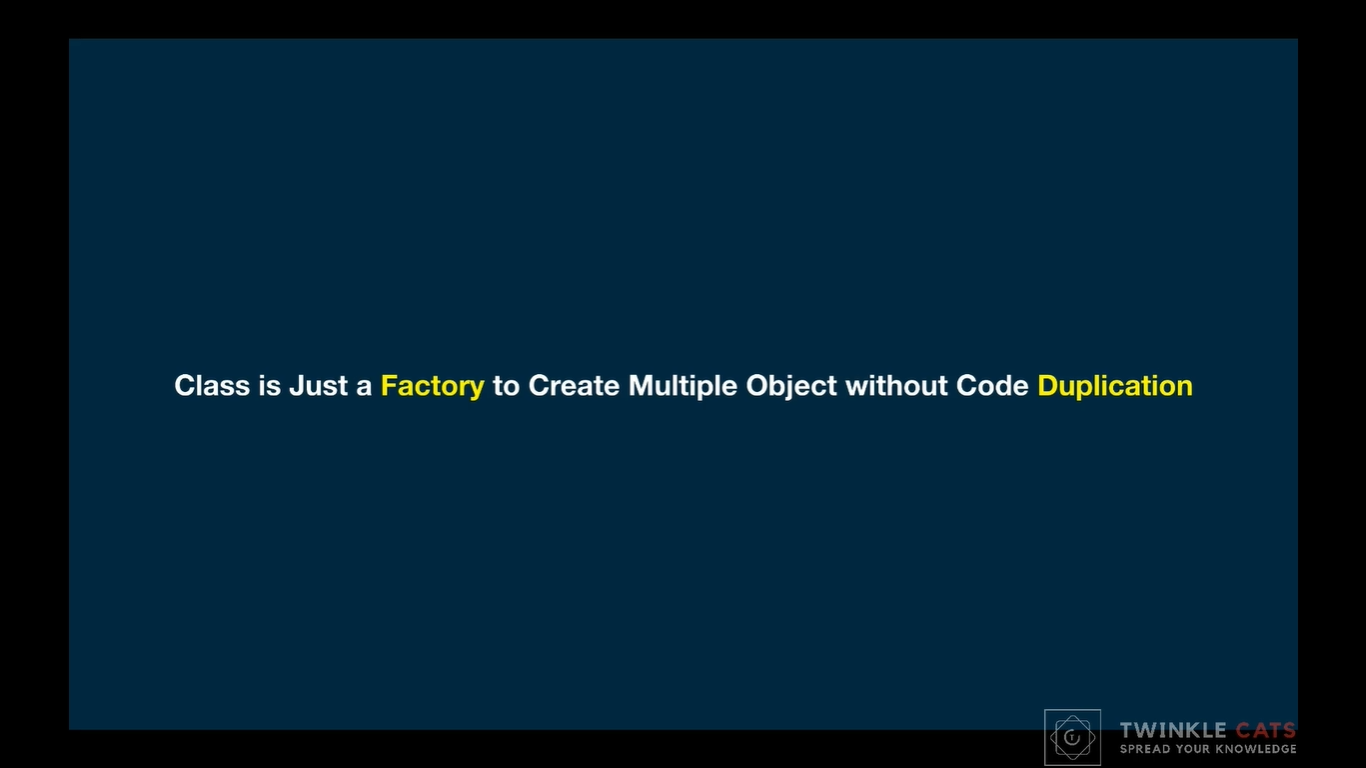 Class is Just a Factory to Create Multiple Object without Code Duplication
TWINKLE CATS
SPREAD YOUR KNOWLEDGE